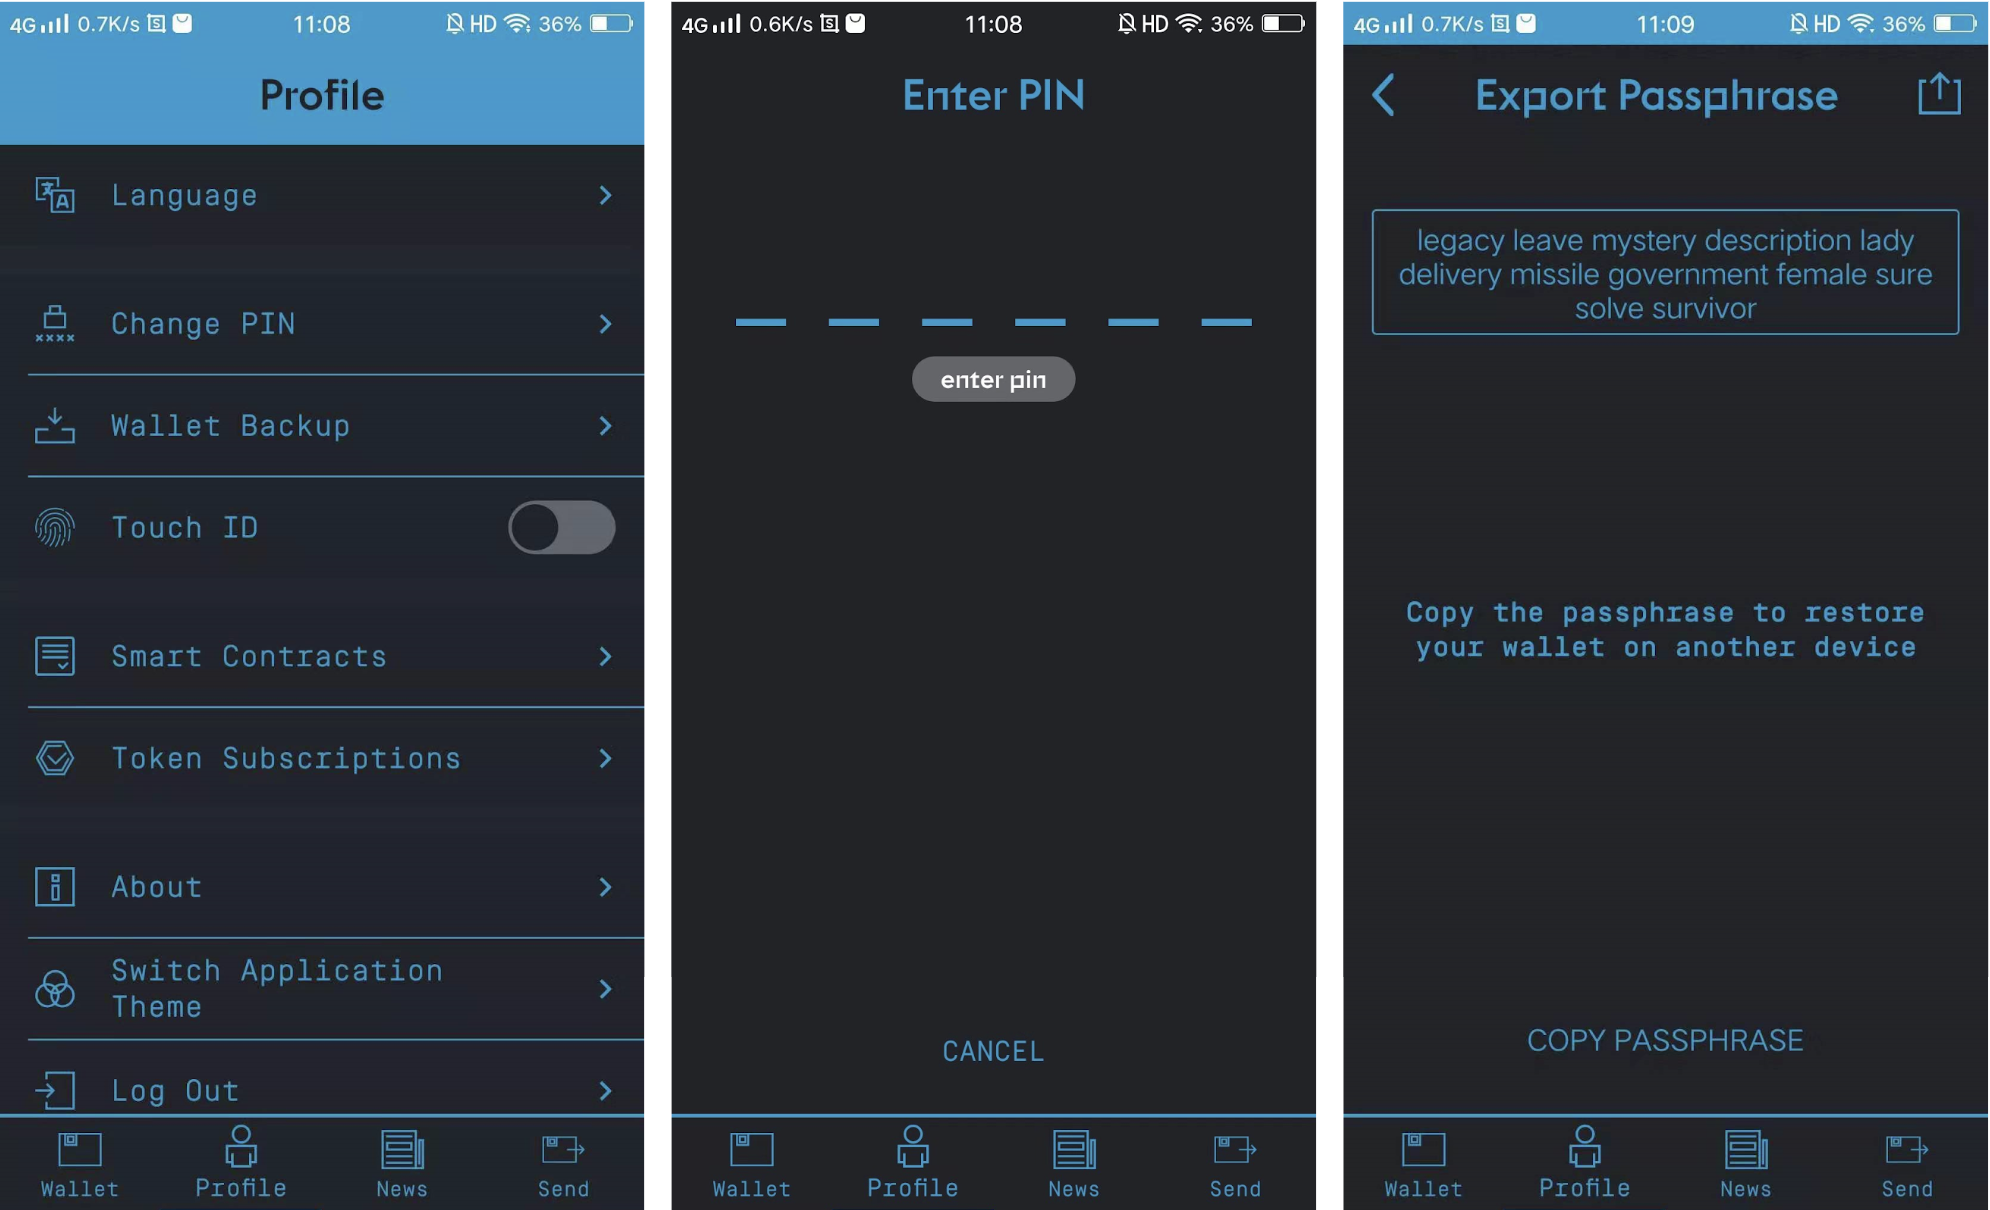 4G 0.7K/s 11:08 HD 36%
Profile
Language
Change PIN
Wallet Backup
Touch ID
Smart Contracts
Token Subscriptions
About
Switch Application
Theme
Log Out
Wallet Profile News Send
4G 0.6K/s 11:08 HD 36%
Enter PIN
enter pin
CANCEL
Wallet Profile News Send
4G 0.7K/s 11:09 HD 36%
Export Passphrase
legacy leave mystery description lady
delivery missile government female sure
solve survivor
Copy the passphrase to restore
your wallet on another device
COPY PASSPHRASE
Wallet Profile News Send